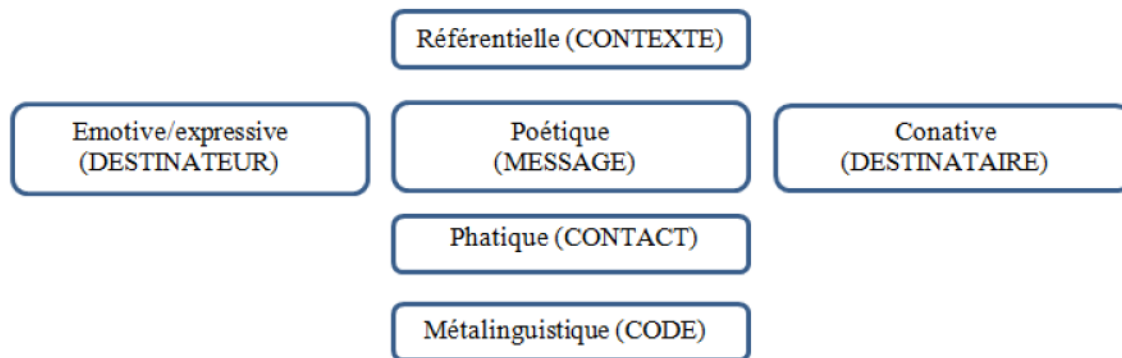 Référentielle (CONTEXTE)
Emotive/expressive
(DESTINATEUR)
Poétique
(MESSAGE)
Conative
(DESTINATAIRE)
Phatique (CONTACT)
Métalinguistique (CODE)